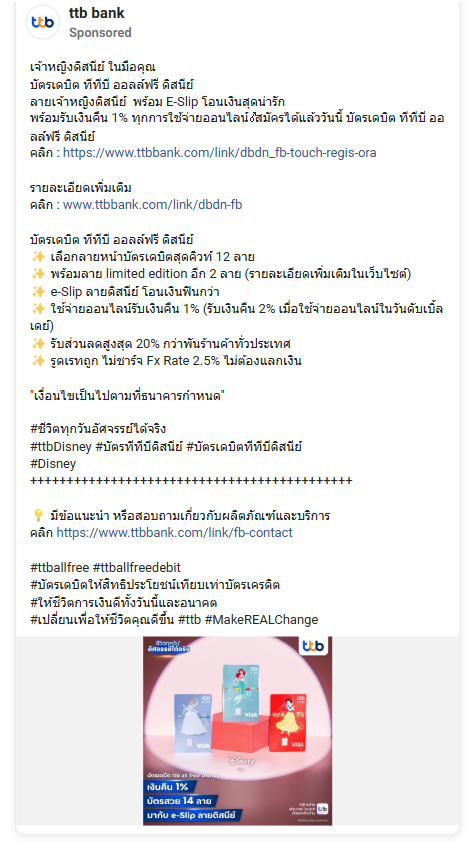 ttb
ttb bank
Sponsored
เจ้าหญิงดิสนีย์ ในมือคุณ
บัตรเดบิต ทีทีบี ออลล์ฟรี ดิสนีย์
ลายเจ้าหญิงดิสนีย์ พร้อม E-Slip โอนเงินสุดน่ารัก
พร้อมรับเงินคืน 1% ทุกการใช้จ่ายออนไลน์ สมัครได้แล้ววันนี้ บัตรเดบิต ทีทีบี ออ
ลล์ฟรี ดิสนีย์
คลิก : https://www.ttbbank.com/link/dbdn_fb-touch-regis-ora
รายละเอียดเพิ่มเติม
คลิก : www.ttbbank.com/link/dbdn-fb
บัตรเดบิต ทีทีบี ออลล์ฟรี ดิสนีย์
✨ เลือกลายหน้าบัตรเดบิตสุดคิวท์ 12 ลาย
✨ พร้อมลาย limited edition อีก 2 ลาย (รายละเอียดเพิ่มเติมในเว็บไซต์)
✨ e-Slip ลายดิสนีย์ โอนเงินฟินกว่า
✨ ใช้จ่ายออนไลน์รับเงินคืน 1% (รับเงินคืน 2% เมื่อใช้จ่ายออนไลน์ในวันดับเบิ้ล
เดย์)
✨ รับส่วนลดสูงสุด 20% กว่าพันร้านค้าทั่วประเทศ
✨ รูดเรทถูก ไม่ชาร์จ Fx Rate 2.5% ไม่ต้องแลกเงิน
"เงื่อนไขเป็นไปตามที่ธนาคารกำหนด"
#ชีวิตทุกวันอัศจรรย์ได้จริง
#ttbDisney #บัตรทีทีบีดิสนีย์ #บัตรเดบิตทีทีบีดิสนีย์
#Disney
++++++++++++++++++++++++++++++++++++++++++++
💡 มีข้อแนะนำ หรือสอบถามเกี่ยวกับผลิตภัณฑ์และบริการ
คลิก https://www.ttbbank.com/link/fb-contact
#ttballfree #ttballfreedebit
#บัตรเดบิตให้สิทธิประโยชน์เทียบเท่าบัตรเครดิต
#ให้ชีวิตการเงินดีทั้งวันนี้และอนาคต
#เปลี่ยนเพื่อให้ชีวิตคุณดีขึ้น #ttb #MakeREALChange
ชีวิตทุกวัน
อัศจรรย์ได้จริง
ttb
ttb
VISA
ttb
VISA
ttb
VISA
Disney
บัตรเดบิต ttb all free Disney
เงินคืน 1%
บัตรสวย 14 ลาย
มากับ e-Slip ลายดิสนีย์
ttb